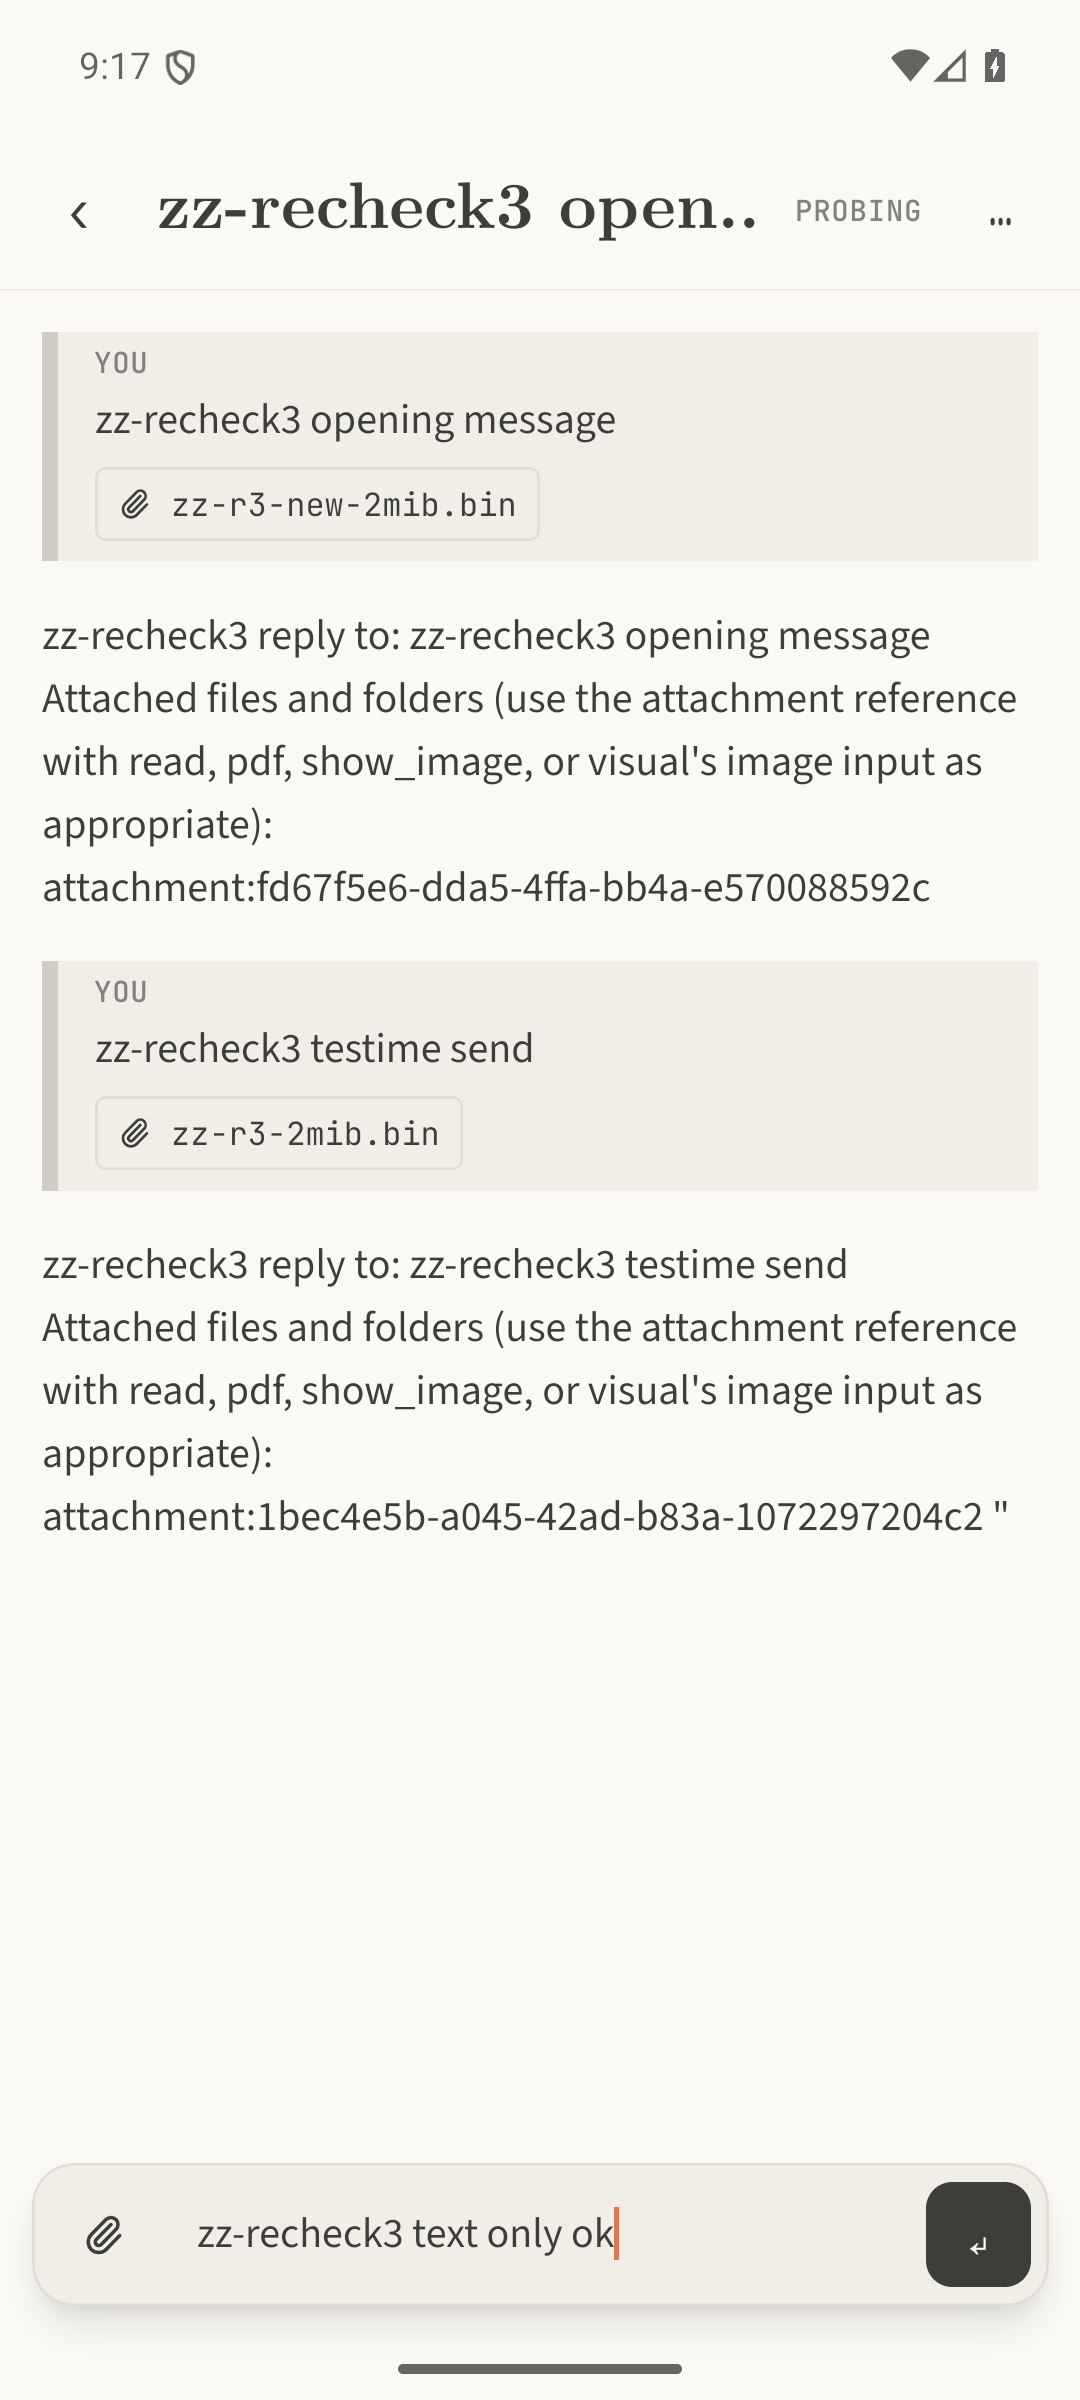 9:17
zz-recheck3 open.. PROBING ...
YOU
zz-recheck3 opening message
zz-r3-new-2mib.bin
zz-recheck3 reply to: zz-recheck3 opening message
Attached files and folders (use the attachment reference
with read, pdf, show_image, or visual's image input as
appropriate):
attachment:fd67f5e6-dda5-4ffa-bb4a-e570088592c
YOU
zz-recheck3 testime send
zz-r3-2mib.bin
zz-recheck3 reply to: zz-recheck3 testime send
Attached files and folders (use the attachment reference
with read, pdf, show_image, or visual's image input as
appropriate):
attachment:1bec4e5b-a045-42ad-b83a-1072297204c2 "
zz-recheck3 text only ok